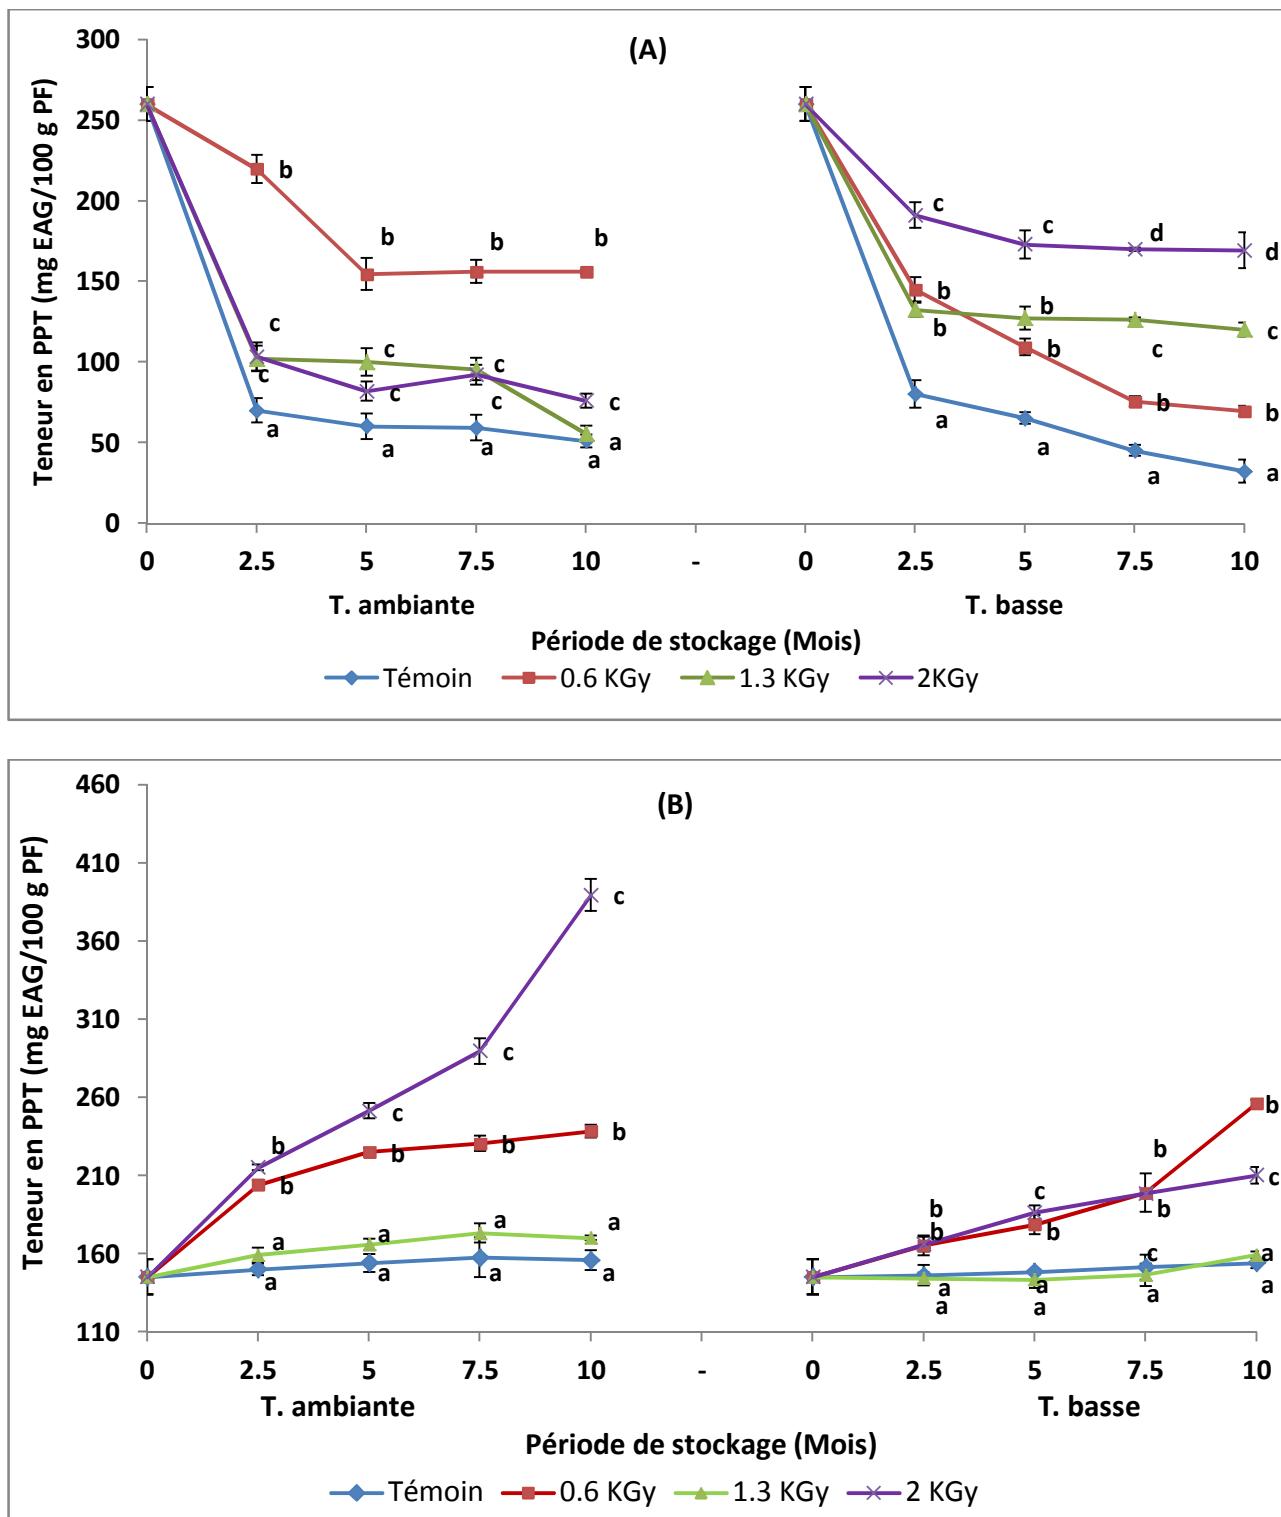 (A)
Teneur en PPT (mg EAG/100 g PF)
300
250
200
150
100
50
0
b
b
b
b
c
c
c
c
c
c
c
a
a
a
a
a
c
c
d
d
b
b
b
c
c
b
b
b
a
a
a
a
0 2.5 5 7.5 10 - 0 2.5 5 7.5 10
T. ambiante T. basse
Période de stockage (Mois)
Témoin 0.6 KGy 1.3 KGy 2KGy
(B)
Teneur en PPT (mg EAG/100 g PF)
460
410
360
310
260
210
160
110
c
c
c
b
b
b
b
b
a
a
a
a
a
a
a
a
b
b
c
b
b
b
b
c
c
a
a
a
a
a
a
a
0 2.5 5 7.5 10 - 0 2.5 5 7.5 10
T. ambiante T. basse
Période de stockage (Mois)
Témoin 0.6 KGy 1.3 KGy 2 KGy